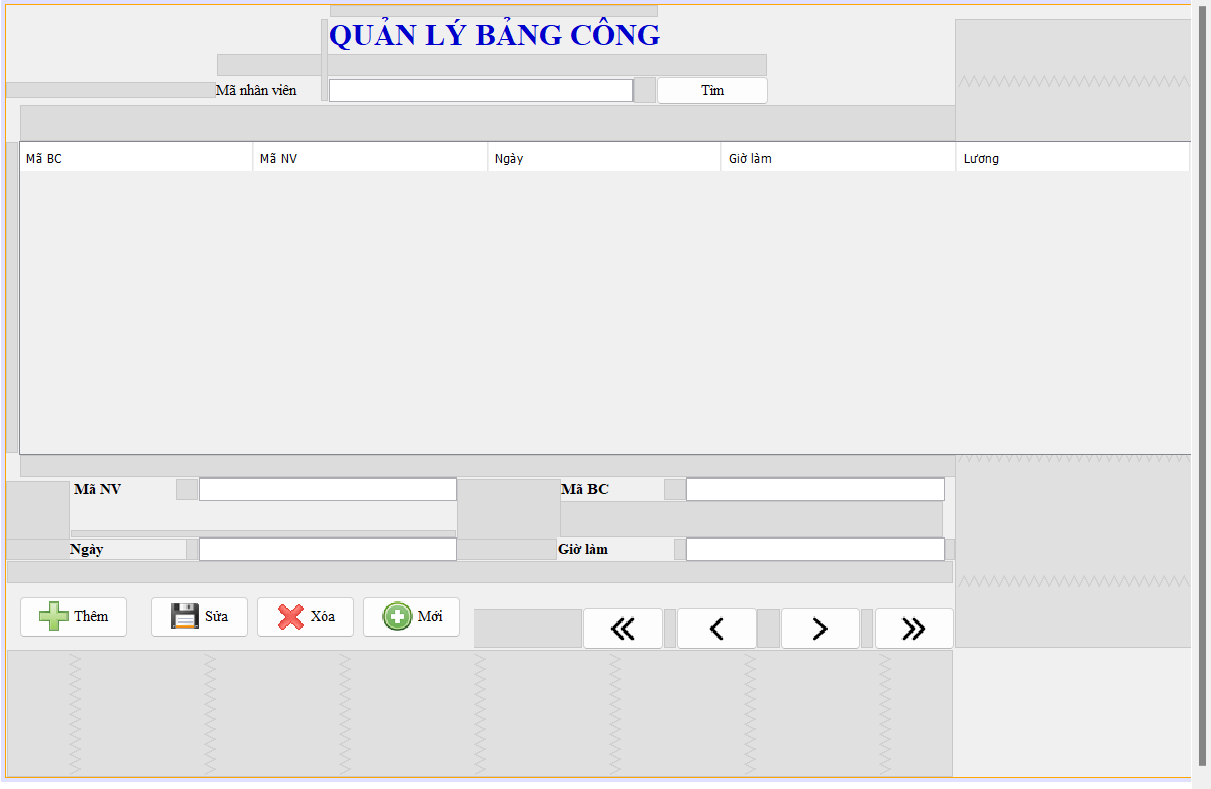 QUẢN LÝ BẢNG CÔNG
Mã nhân viên Tìm
Mã BC Mã NV Ngày Giờ làm Lương
Mã NV Mã BC
Ngày Giờ làm
Thêm Sửa Xóa Mới